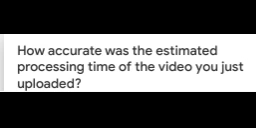 How accurate was the estimated
processing time of the video you just
uploaded?